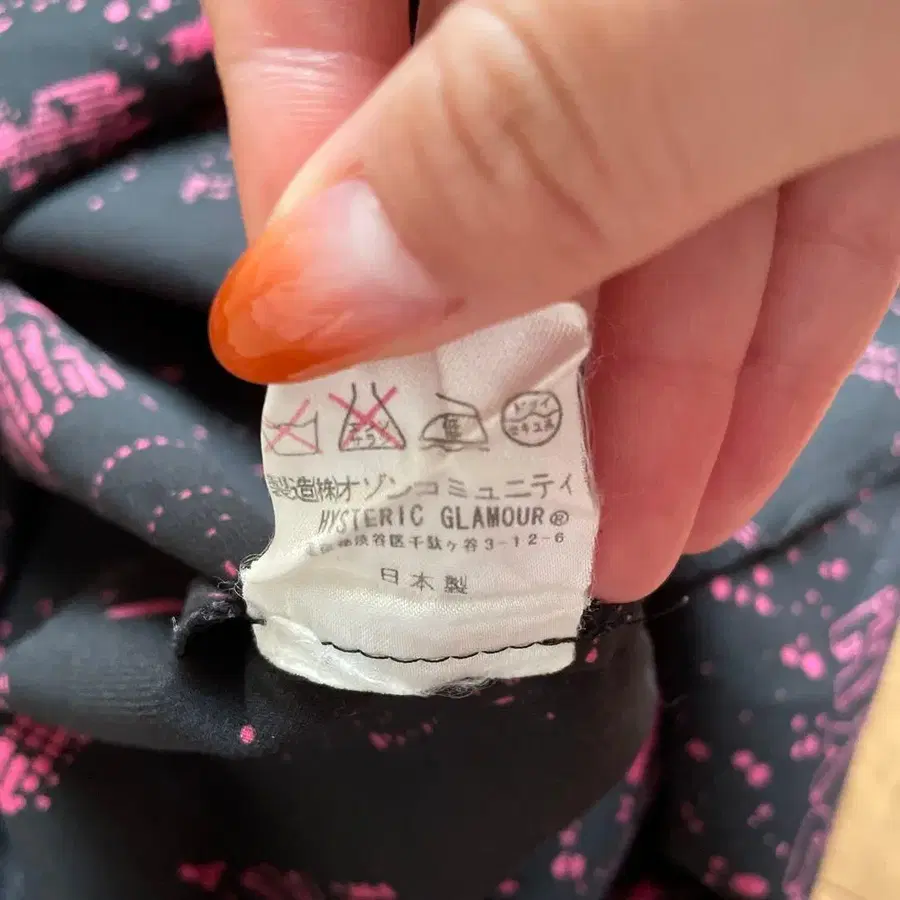 ドライ
セキユ系
製造(株)オゾンコミュニティ
HYSTERIC GLAMOUR®
渋谷区千駄ヶ谷3-12-6
日本製